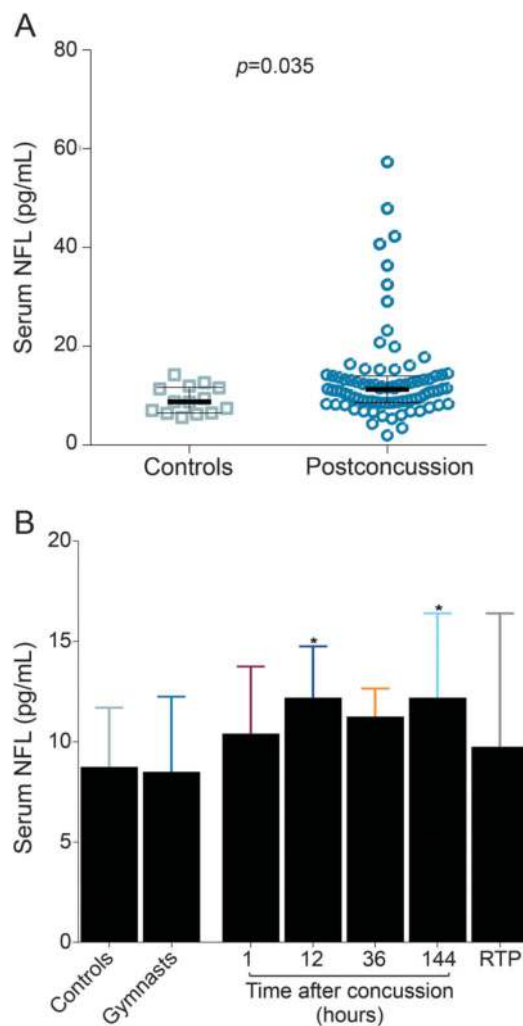 A
80
60
40
20
0
Serum NFL (pg/mL)
p=0.035
Controls
Postconcussion
B
20
15
10
5
0
Serum NFL (pg/mL)
*
*
Controls
Gymnasts
1
12
36
144
RTP
Time after concussion
(hours)